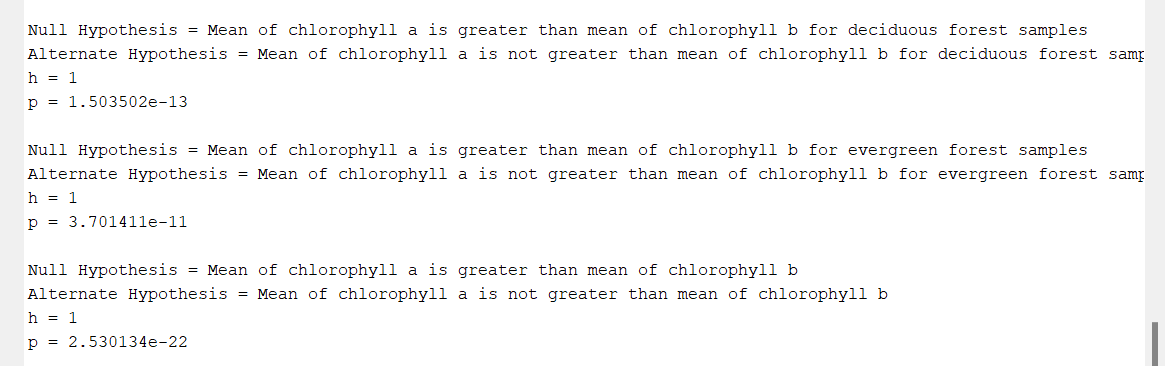 Null Hypothesis = Mean of chlorophyll a is greater than mean of chlorophyll b for deciduous forest samples
Alternate Hypothesis = Mean of chlorophyll a is not greater than mean of chlorophyll b for deciduous forest
h = 1
p = 1.503502e-13
Null Hypothesis = Mean of chlorophyll a is greater than mean of chlorophyll b for evergreen forest samples
Alternate Hypothesis = Mean of chlorophyll a is not greater than mean of chlorophyll b for evergreen forest
h = 1
p = 3.701411e-11
Null Hypothesis = Mean of chlorophyll a is greater than mean of chlorophyll b
Alternate Hypothesis = Mean of chlorophyll a is not greater than mean of chlorophyll b
h = 1
p = 2.530134e-22